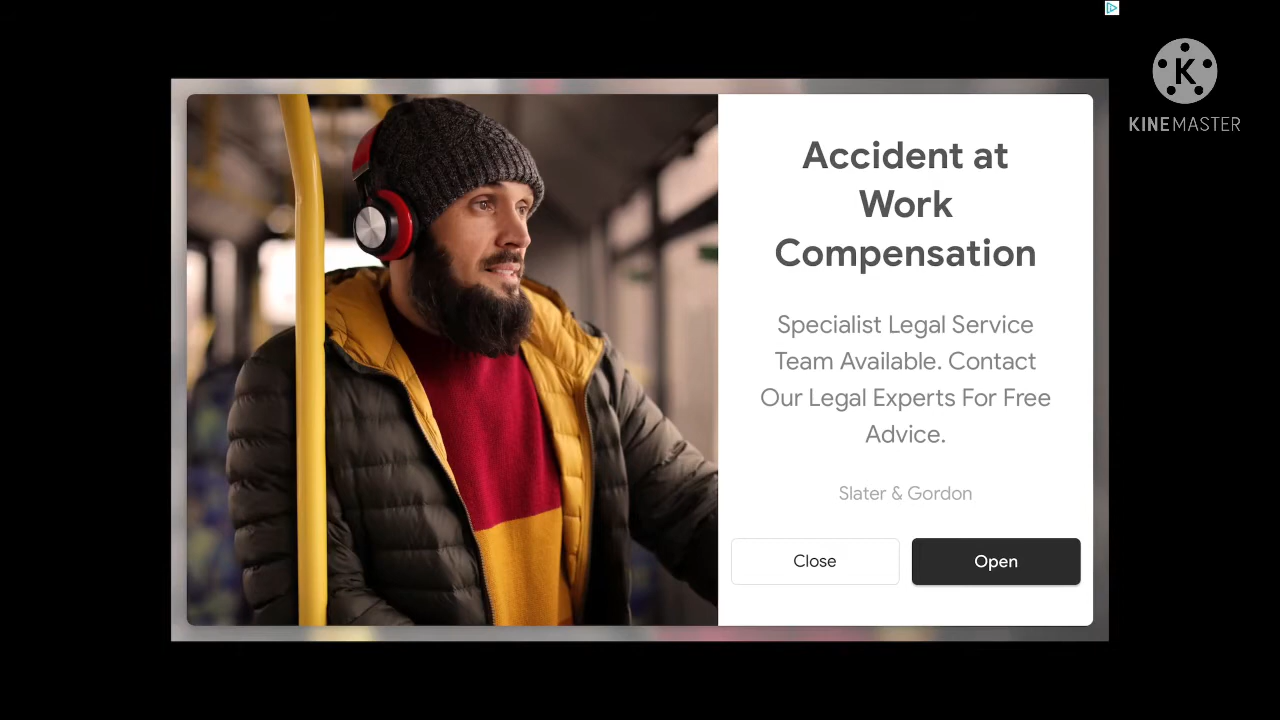 K
KINEMASTER
Accident at
Work
Compensation
Specialist Legal Service
Team Available. Contact
Our Legal Experts For Free
Advice.
Slater & Gordon
Close
Open